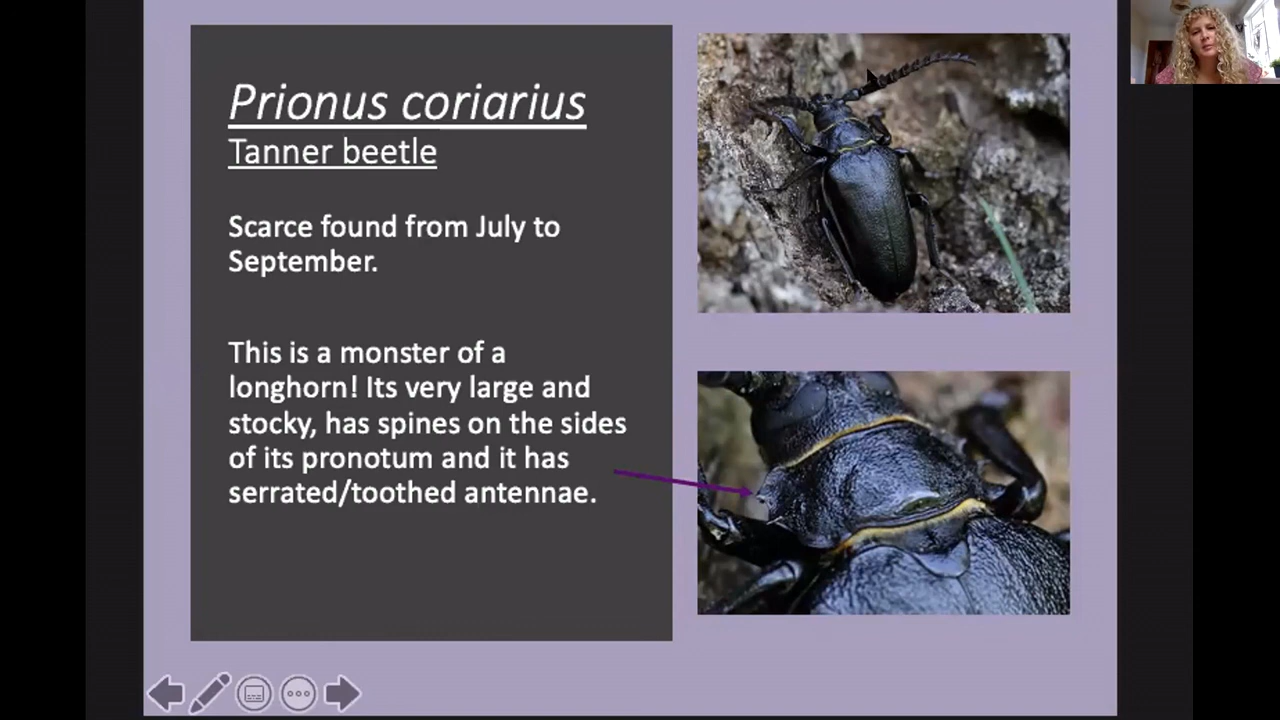 Prionus coriarius
Tanner beetle
Scarce found from July to
September.
This is a monster of a
longhorn! Its very large and
stocky, has spines on the sides
of its pronotum and it has
serrated/toothed antennae.